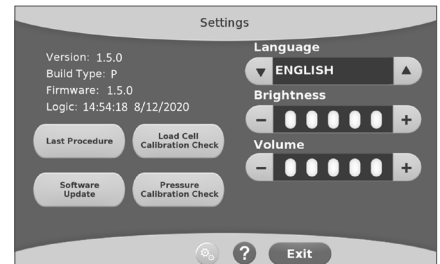 Settings
Version: 1.5.0
Build Type: P
Firmware: 1.5.0
Logic: 14:54:18 8/12/2020
Last Procedure
Load Cell
Calibration Check
Software
Update
Pressure
Calibration Check
Language
▼ ENGLISH ▲
Brightness
− +
Volume
− +
? Exit